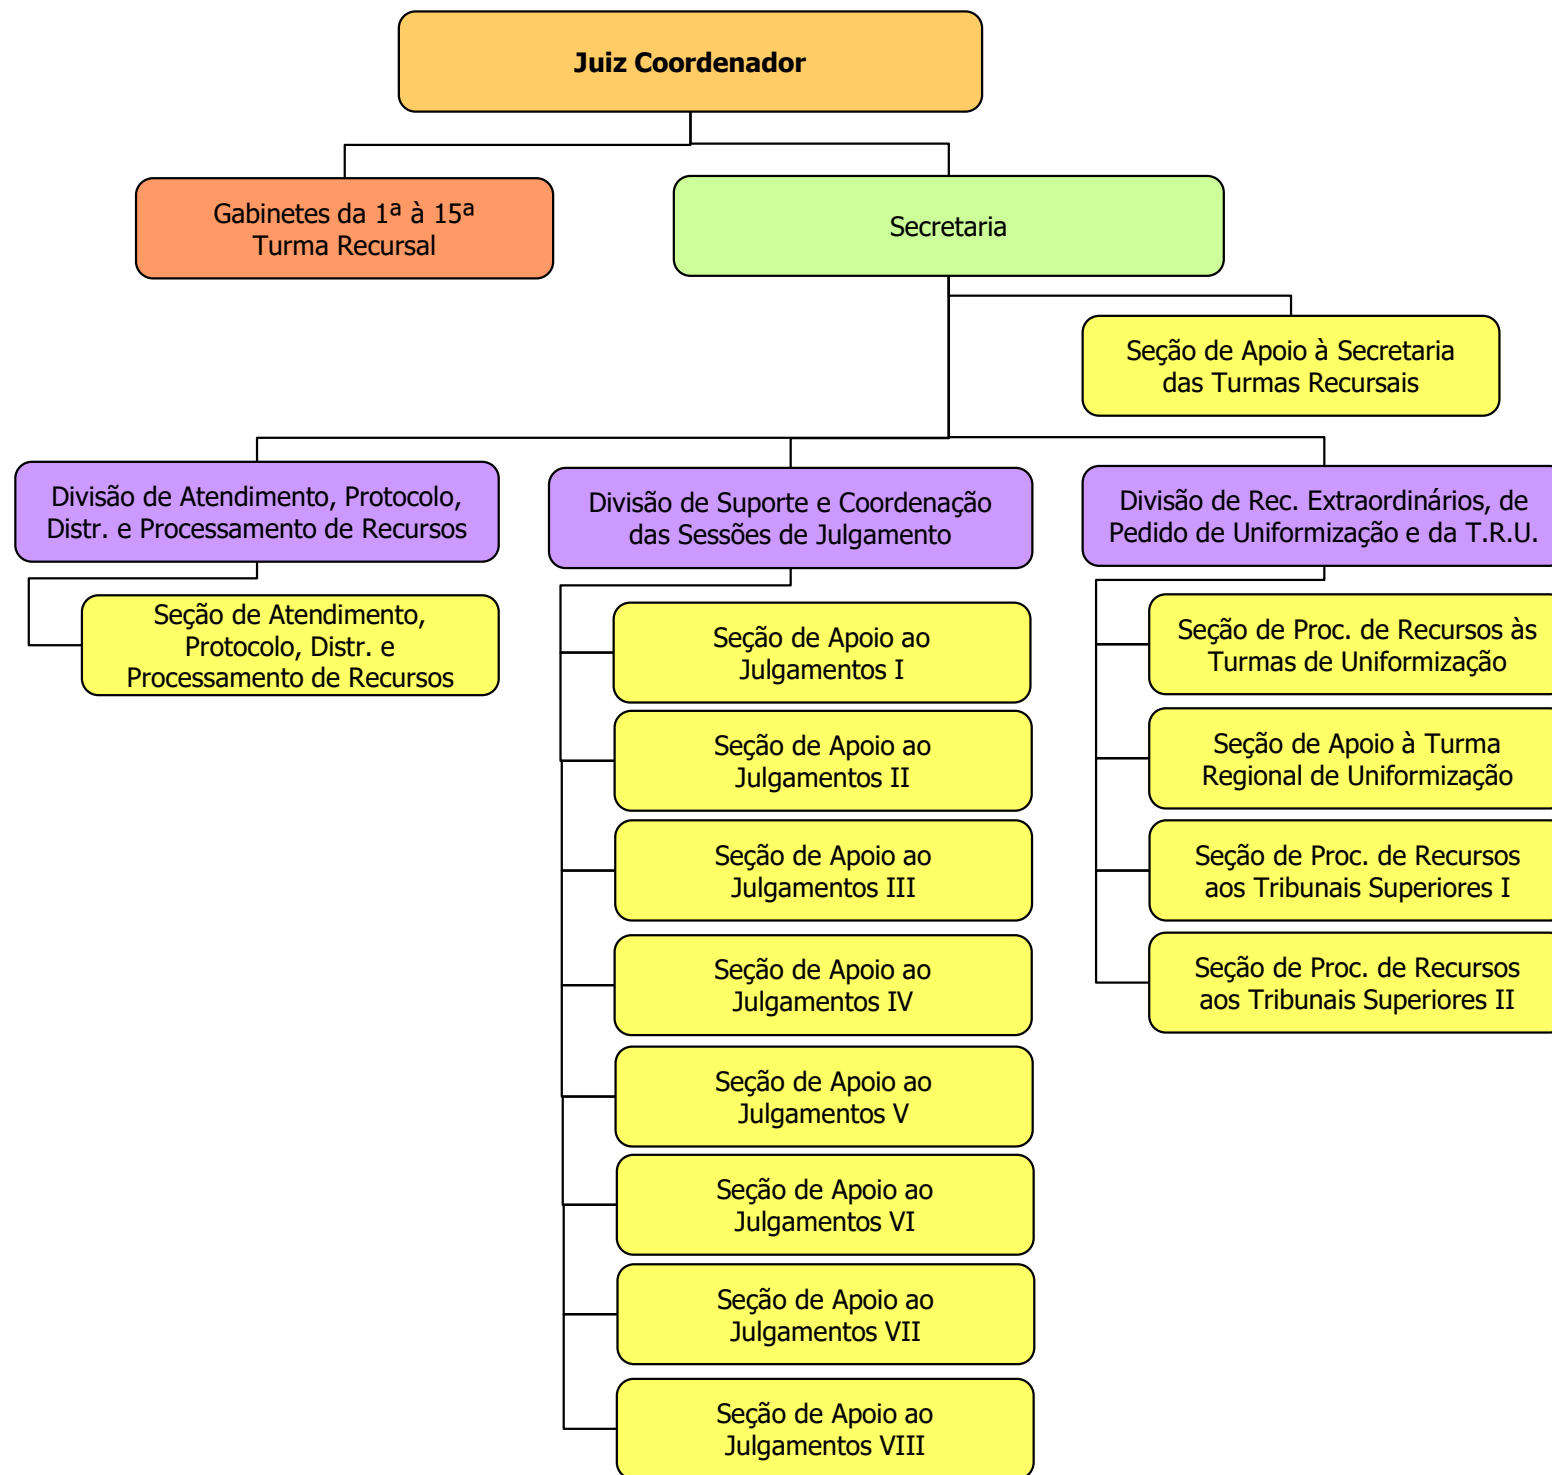 Juiz Coordenador
Gabinetes da 1ª à 15ª
Turma Recursal
Secretaria
Seção de Apoio à Secretaria
das Turmas Recursais
Divisão de Atendimento, Protocolo,
Distr. e Processamento de Recursos
Seção de Atendimento,
Protocolo, Distr. e
Processamento de Recursos
Divisão de Suporte e Coordenação
das Sessões de Julgamento
Seção de Apoio ao
Julgamentos I
Seção de Apoio ao
Julgamentos II
Seção de Apoio ao
Julgamentos III
Seção de Apoio ao
Julgamentos IV
Seção de Apoio ao
Julgamentos V
Seção de Apoio ao
Julgamentos VI
Seção de Apoio ao
Julgamentos VII
Seção de Apoio ao
Julgamentos VIII
Divisão de Rec. Extraordinários, de
Pedido de Uniformização e da T.R.U.
Seção de Proc. de Recursos às
Turmas de Uniformização
Seção de Apoio à Turma
Regional de Uniformização
Seção de Proc. de Recursos
aos Tribunais Superiores I
Seção de Proc. de Recursos
aos Tribunais Superiores II